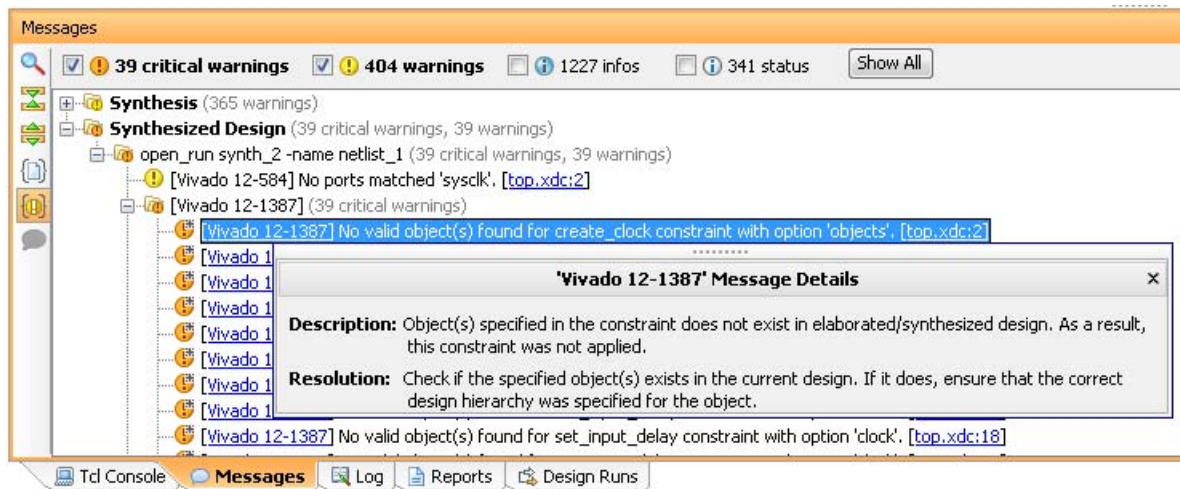 Messages
39 critical warnings 404 warnings 1227 infos 341 status Show All
Synthesis (365 warnings)
Synthesized Design (39 critical warnings, 39 warnings)
open_run synth_2 -name netlist_1 (39 critical warnings, 39 warnings)
[Vivado 12-584] No ports matched 'sysclk'. [top.xdc:2]
[Vivado 12-1387] (39 critical warnings)
[Vivado 12-1387] No valid object(s) found for create_clock constraint with option 'objects'. [top.xdc:2]
[Vivado 1
'Vivado 12-1387' Message Details
[Vivado 1
[Vivado 1
Description: Object(s) specified in the constraint does not exist in elaborated/synthesized design. As a result,
[Vivado 1
this constraint was not applied.
[Vivado 1
Resolution: Check if the specified object(s) exists in the current design. If it does, ensure that the correct
[Vivado 1
design hierarchy was specified for the object.
[Vivado 1
[Vivado 12-1387] No valid object(s) found for set_input_delay constraint with option 'clock'. [top.xdc:18]
Tcl Console Messages Log Reports Design Runs